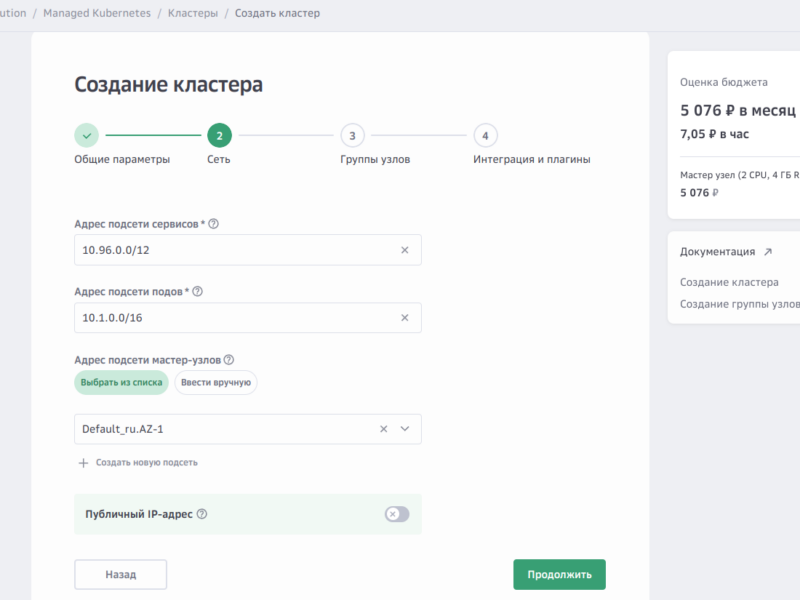 ution / Managed Kubernetes / Кластеры / Создать кластер
Создание кластера
2
3
4
Общие параметры
Сеть
Группы узлов
Интеграция и плагины
Адрес подсети сервисов *
10.96.0.0/12
Адрес подсети подов *
10.1.0.0/16
Адрес подсети мастер-узлов
Выбрать из списка
Ввести вручную
Default_ru.AZ-1
Создать новую подсеть
Публичный IP-адрес
Назад
Продолжить
Оценка бюджета
5 076 ₽ в месяц
7,05 ₽ в час
Мастер узел (2 CPU, 4 ГБ R
5 076 ₽
Документация
Создание кластера
Создание группы узлов